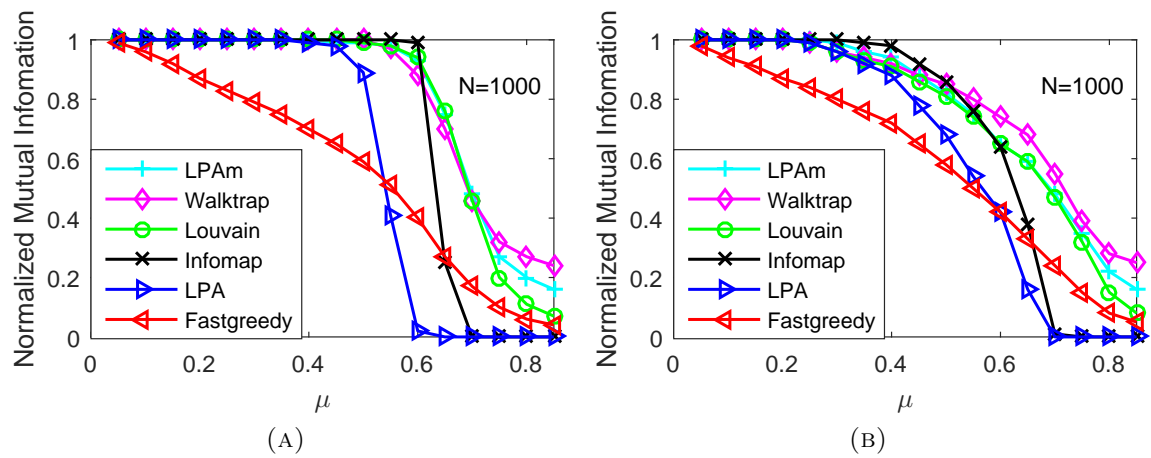 Normalized Mutual Infomation
1
0.8
0.6
0.4
0.2
0
N=1000
LPAm
Walktrap
Louvain
Infomap
LPA
Fastgreedy
0 0.2 0.4 0.6 0.8
μ
(A)
Normalized Mutual Infomation
1
0.8
0.6
0.4
0.2
0
N=1000
LPAm
Walktrap
Louvain
Infomap
LPA
Fastgreedy
0 0.2 0.4 0.6 0.8
μ
(B)